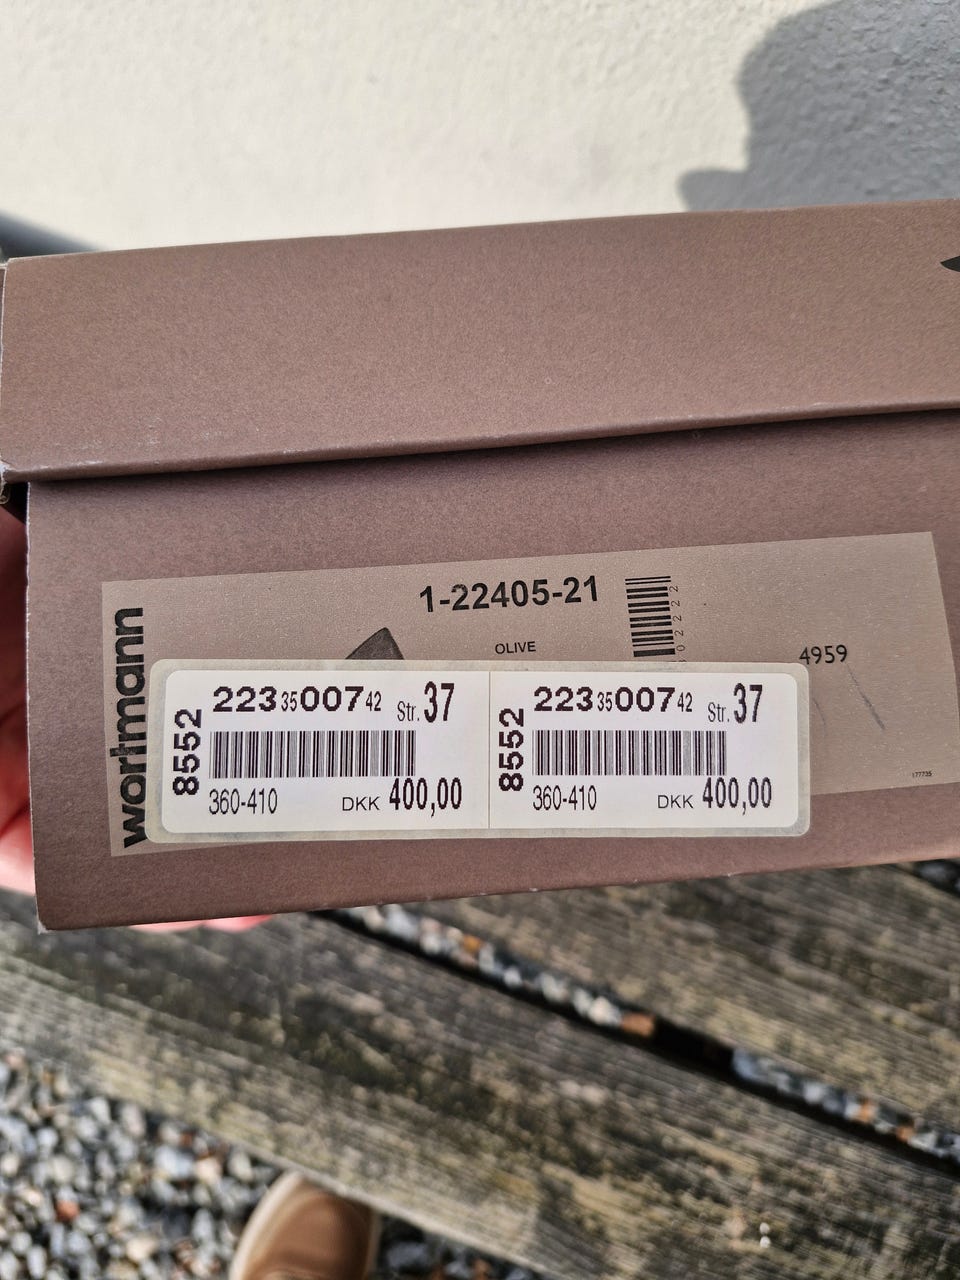 wortmann
1-22405-21
OLIVE
4959
177735
8552
223 35 007 42 Str. 37
360-410 DKK 400,00
8552
223 35 007 42 Str. 37
360-410 DKK 400,00